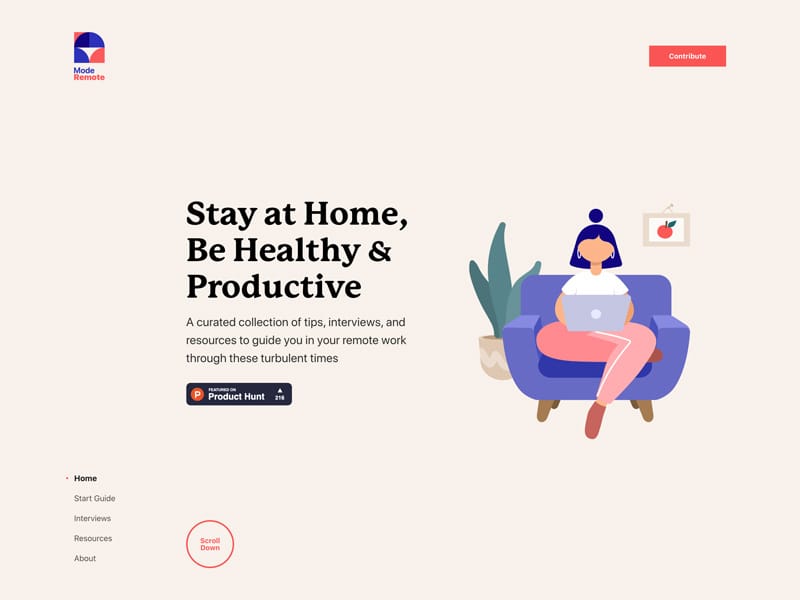 Mode
Remote
Contribute
Stay at Home,
Be Healthy &
Productive
A curated collection of tips, interviews, and
resources to guide you in your remote work
through these turbulent times
P
FEATURED ON
Product Hunt
▲
216
Home
Start Guide
Interviews
Resources
About
Scroll
Down